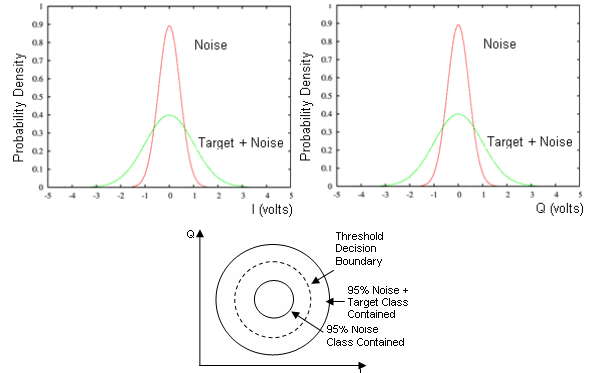 1
0.9
0.8
0.7
0.6
0.5
0.4
0.3
0.2
0.1
0
Probability Density
Noise
Target + Noise
-5 -4 -3 -2 -1 0 1 2 3 4 5
I (volts)
1
0.9
0.8
0.7
0.6
0.5
0.4
0.3
0.2
0.1
0
Probability Density
Noise
Target + Noise
-5 -4 -3 -2 -1 0 1 2 3 4 5
Q (volts)
Q
Threshold
Decision
Boundary
95% Noise +
Target Class
Contained
95% Noise
Class Contained